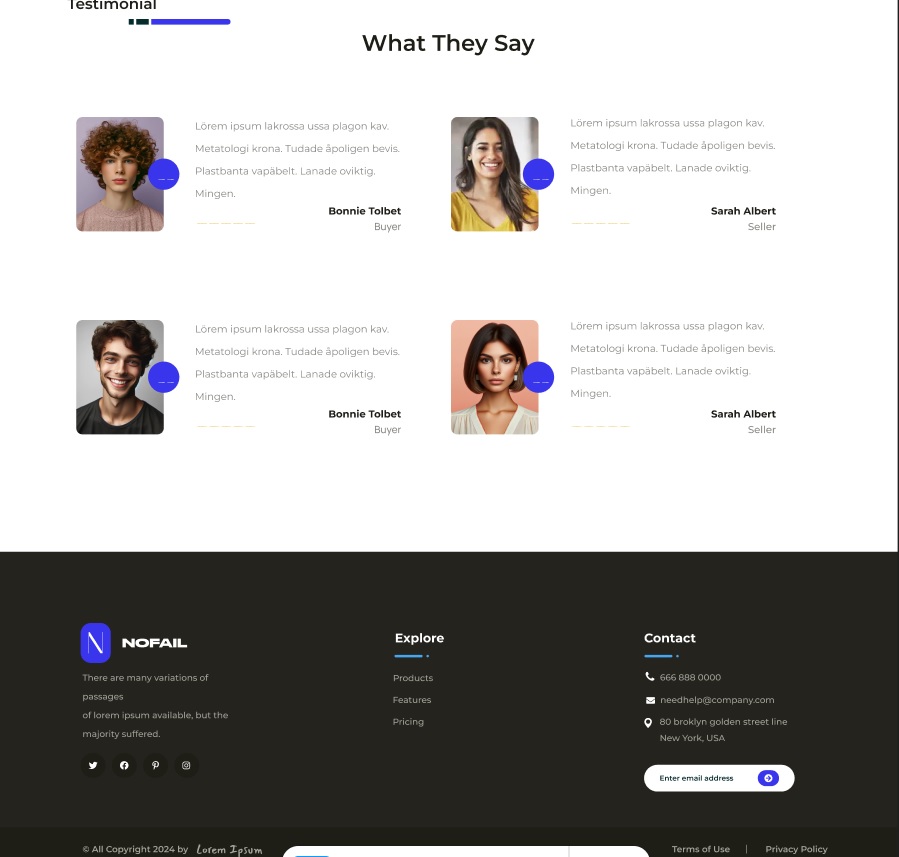 Testimonial
What They Say
Lörem ipsum lakrossa ussa plagon kav.
Metatologi krona. Tudade åpoligen bevis.
Plastbanta vapäbelt. Lanade oviktig.
Mingen.
Bonnie Tolbet
Buyer
Lörem ipsum lakrossa ussa plagon kav.
Metatologi krona. Tudade åpoligen bevis.
Plastbanta vapäbelt. Lanade oviktig.
Mingen.
Sarah Albert
Seller
Lörem ipsum lakrossa ussa plagon kav.
Metatologi krona. Tudade åpoligen bevis.
Plastbanta vapäbelt. Lanade oviktig.
Mingen.
Bonnie Tolbet
Buyer
Lörem ipsum lakrossa ussa plagon kav.
Metatologi krona. Tudade åpoligen bevis.
Plastbanta vapäbelt. Lanade oviktig.
Mingen.
Sarah Albert
Seller
N NOFAIL
There are many variations of
passages
of lorem ipsum available, but the
majority suffered.
Explore
Products
Features
Pricing
Contact
666 888 0000
needhelp@company.com
80 broklyn golden street line
New York, USA
Enter email address
© All Copyright 2024 by Lorem Ipsum
Terms of Use | Privacy Policy